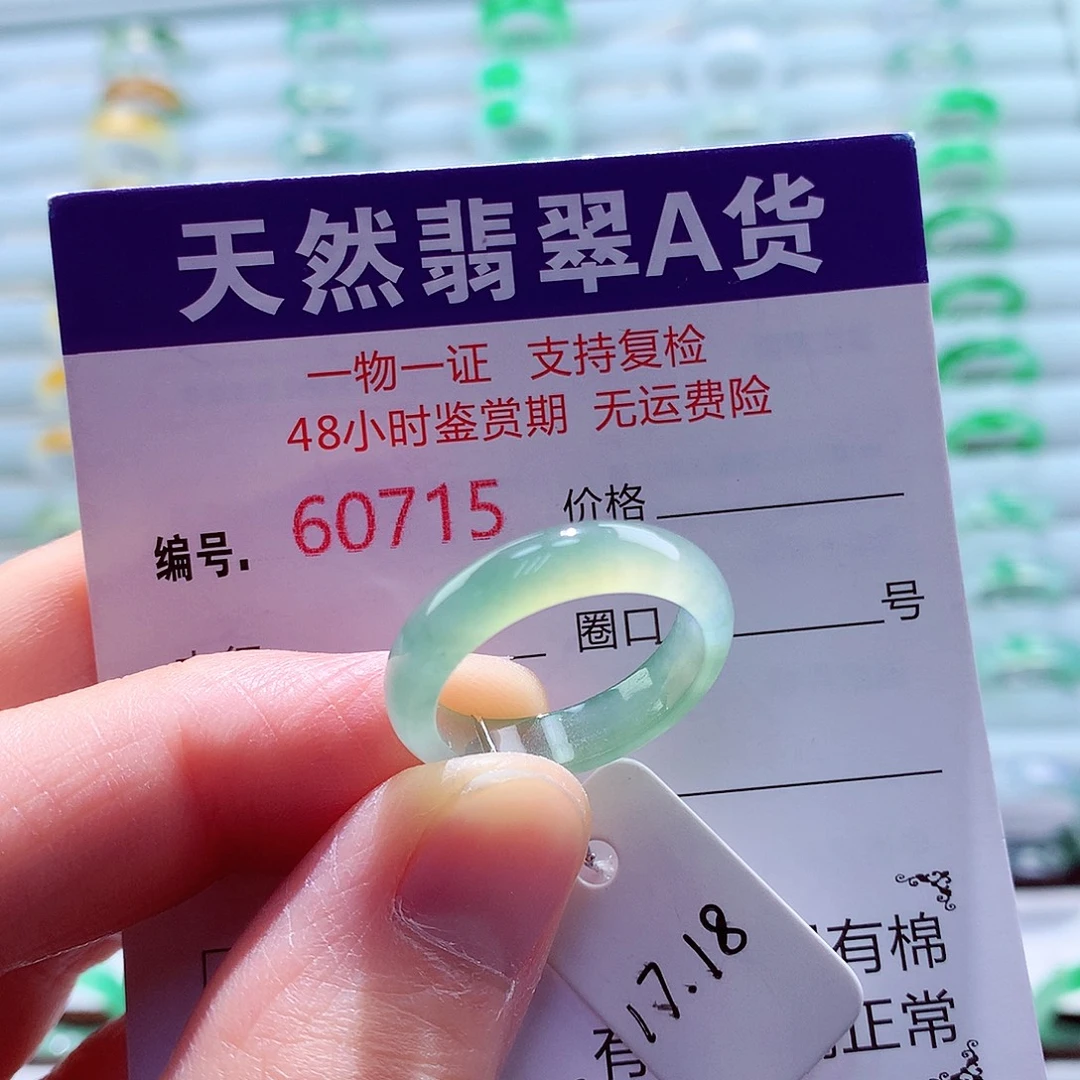 天然翡翠A货
一物一证 支持复检
48小时鉴赏期 无运费险
编号. 60715 价格
圈口 号
17.18
有棉
有 正常